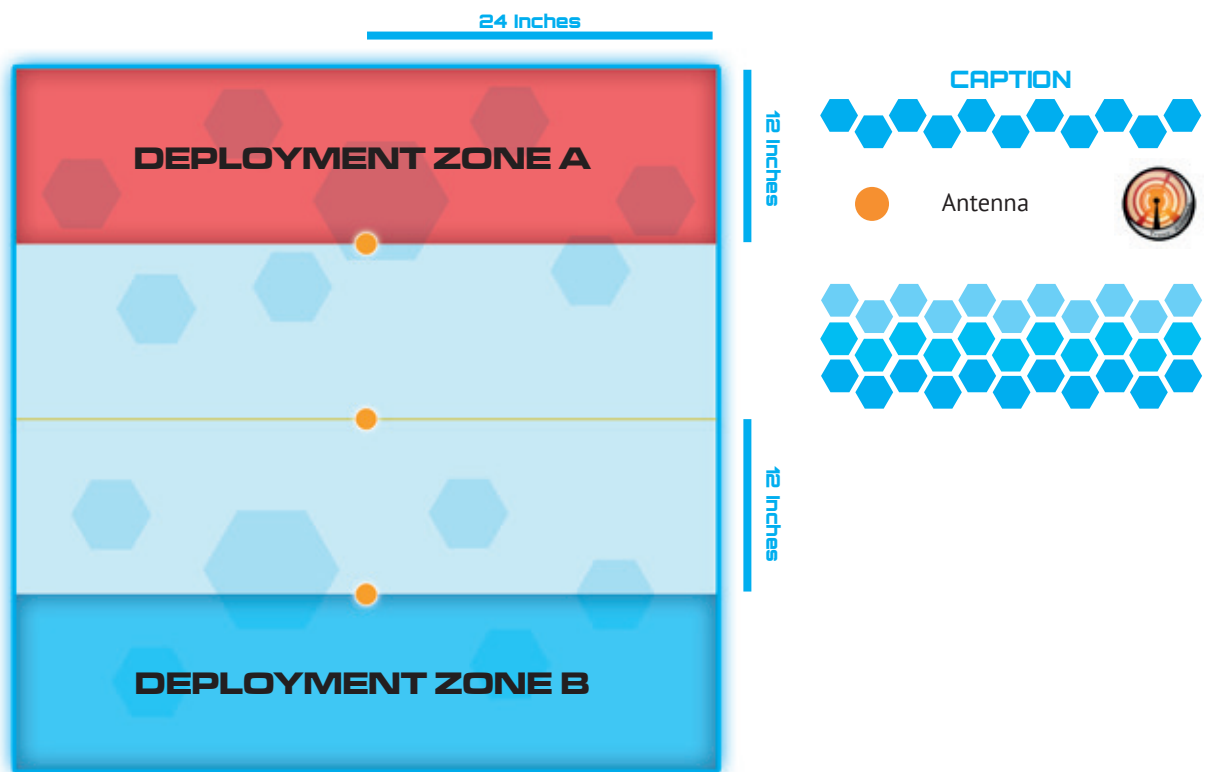 24 Inches
DEPLOYMENT ZONE A
12 Inches
CAPTION
Antenna
12 Inches
DEPLOYMENT ZONE B